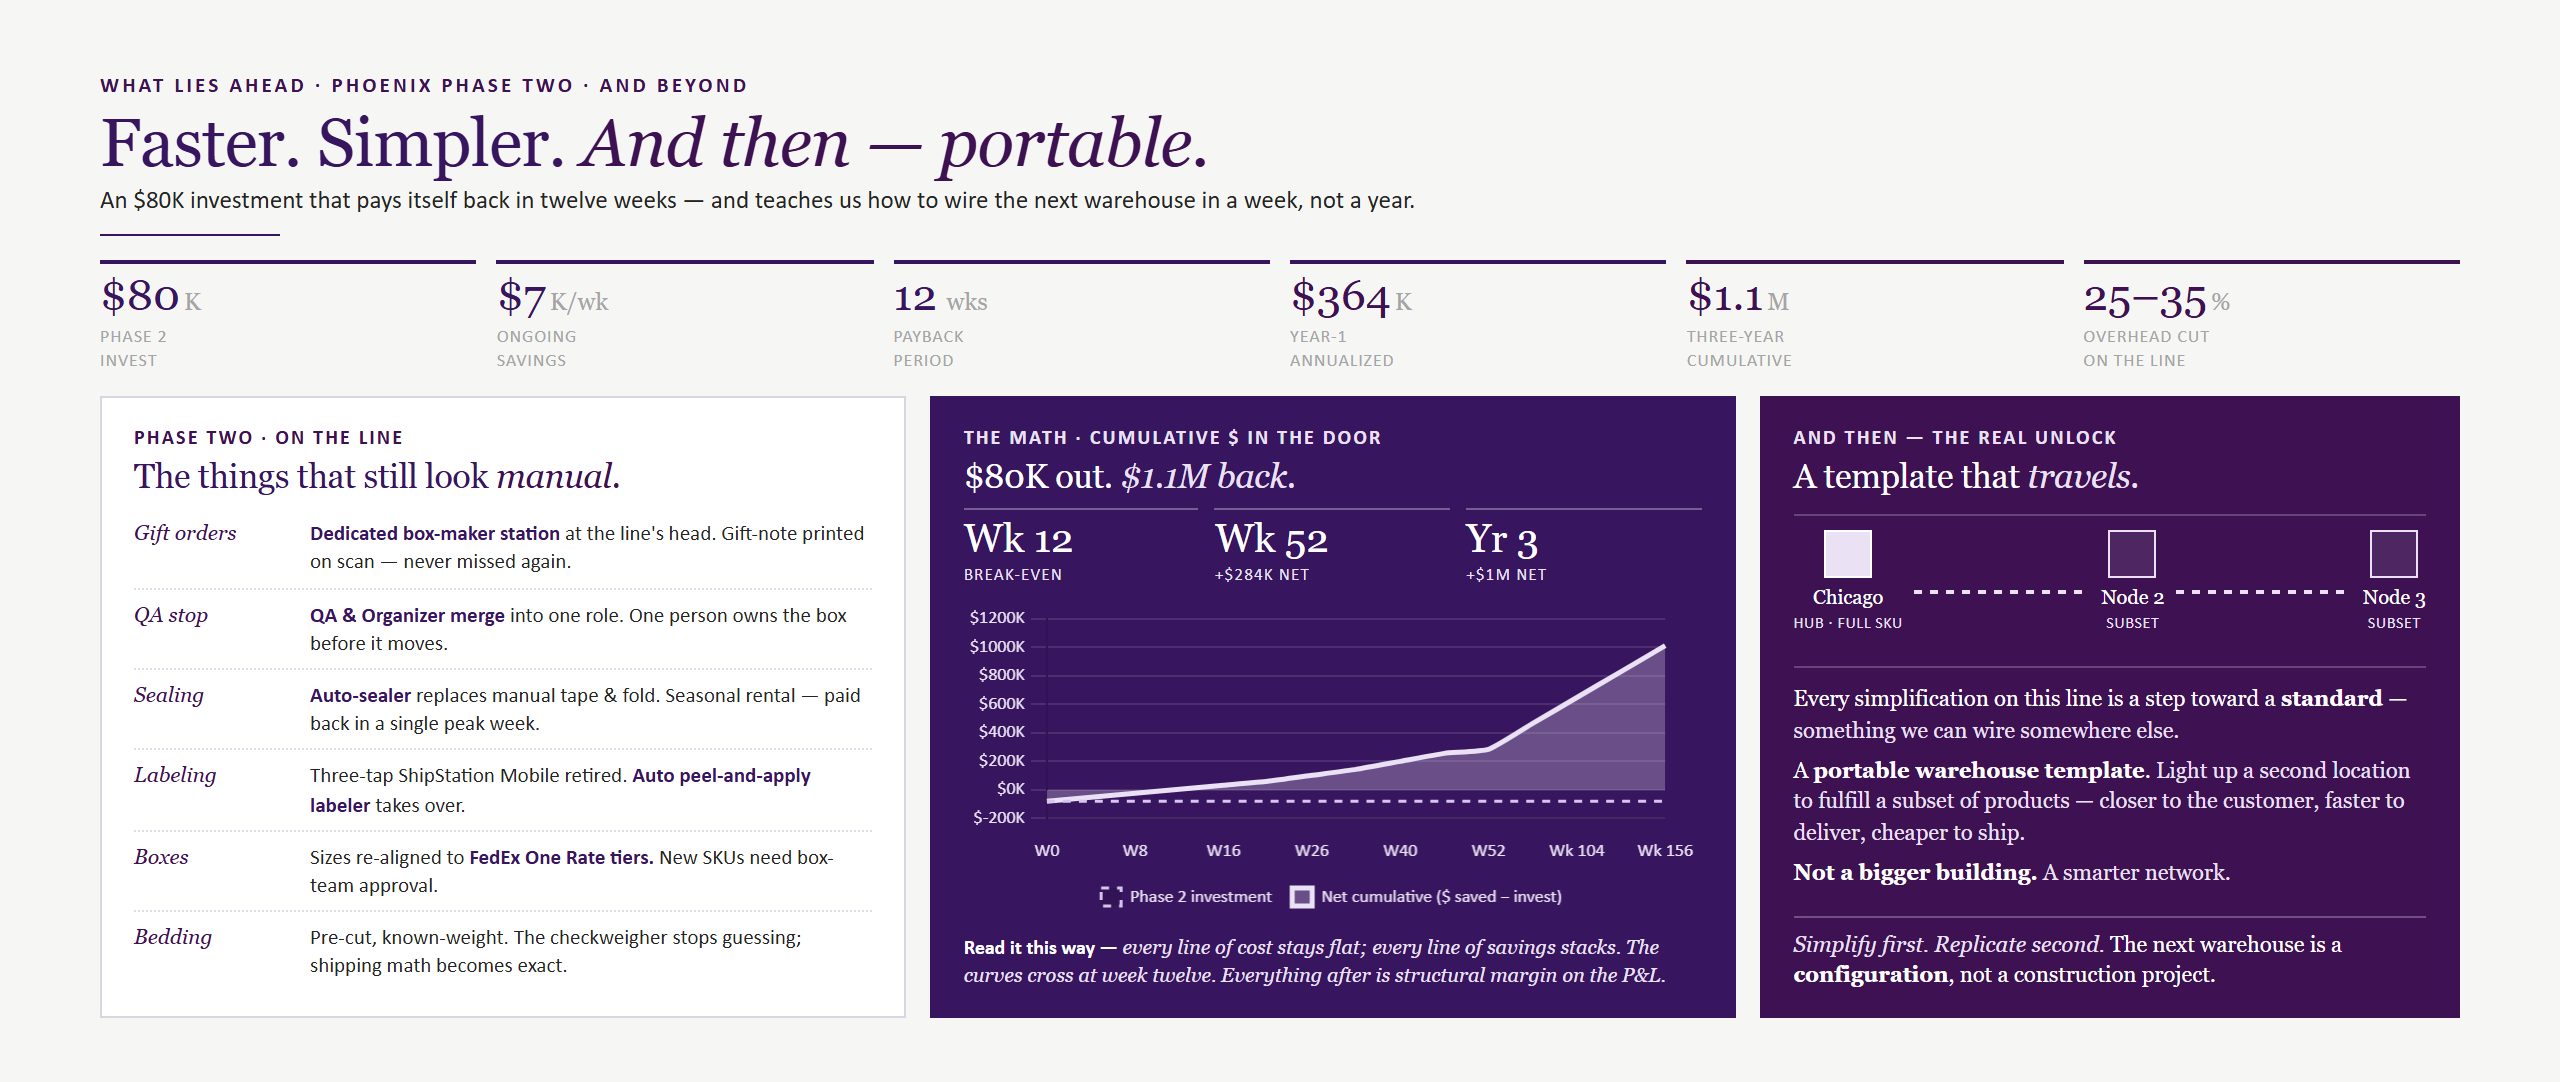 WHAT LIES AHEAD · PHOENIX PHASE TWO · AND BEYOND
Faster. Simpler. And then — portable.
An $80K investment that pays itself back in twelve weeks — and teaches us how to wire the next warehouse in a week, not a year.
$80 K
PHASE 2
INVEST
$7 K/wk
ONGOING
SAVINGS
12 wks
PAYBACK
PERIOD
$364 K
YEAR-1
ANNUALIZED
$1.1 M
THREE-YEAR
CUMULATIVE
25–35 %
OVERHEAD CUT
ON THE LINE
PHASE TWO · ON THE LINE
The things that still look manual.
Gift orders
Dedicated box-maker station at the line's head. Gift-note printed
on scan — never missed again.
QA stop
QA & Organizer merge into one role. One person owns the box
before it moves.
Sealing
Auto-sealer replaces manual tape & fold. Seasonal rental — paid
back in a single peak week.
Labeling
Three-tap ShipStation Mobile retired. Auto peel-and-apply
labeler takes over.
Boxes
Sizes re-aligned to FedEx One Rate tiers. New SKUs need box-
team approval.
Bedding
Pre-cut, known-weight. The checkweigher stops guessing;
shipping math becomes exact.
THE MATH · CUMULATIVE $ IN THE DOOR
$80K out. $1.1M back.
Wk 12
BREAK-EVEN
Wk 52
+$284K NET
Yr 3
+$1M NET
$1200K
$1000K
$800K
$600K
$400K
$200K
$0K
$-200K
W0 W8 W16 W26 W40 W52 Wk 104 Wk 156
Phase 2 investment Net cumulative ($ saved – invest)
Read it this way — every line of cost stays flat; every line of savings stacks. The
curves cross at week twelve. Everything after is structural margin on the P&L.
AND THEN — THE REAL UNLOCK
A template that travels.
Chicago
HUB · FULL SKU
Node 2
SUBSET
Node 3
SUBSET
Every simplification on this line is a step toward a standard —
something we can wire somewhere else.
A portable warehouse template. Light up a second location
to fulfill a subset of products — closer to the customer, faster to
deliver, cheaper to ship.
Not a bigger building. A smarter network.
Simplify first. Replicate second. The next warehouse is a
configuration, not a construction project.